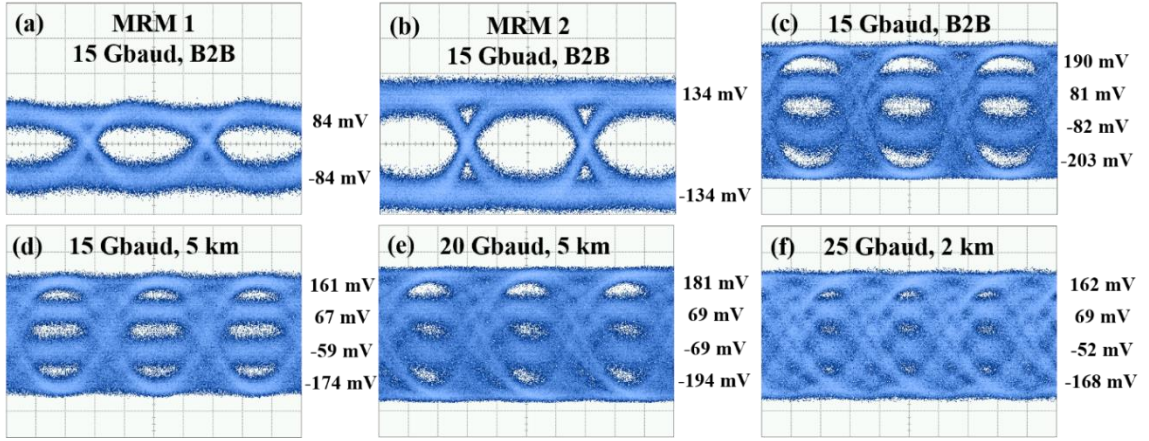 (a) MRM 1
15 Gbaud, B2B
84 mV
-84 mV
(b) MRM 2
15 Gbuad, B2B
134 mV
-134 mV
(c) 15 Gbaud, B2B
190 mV
81 mV
-82 mV
-203 mV
(d) 15 Gbaud, 5 km
161 mV
67 mV
-59 mV
-174 mV
(e) 20 Gbaud, 5 km
181 mV
69 mV
-69 mV
-194 mV
(f) 25 Gbaud, 2 km
162 mV
69 mV
-52 mV
-168 mV